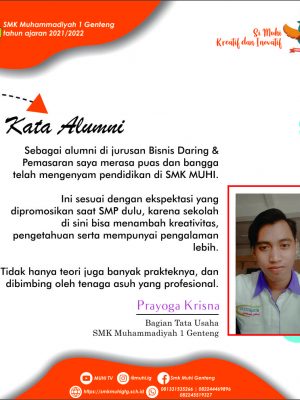 SMK Muhammadiyah 1 Genteng
tahun ajaran 2021/2022
Si Muhi
Kreatif dan Inovatif
Kata Alumni
Sebagai alumni di jurusan Bisnis Daring &
Pemasaran saya merasa puas dan bangga
telah mengenyam pendidikan di SMK MUHI.
Ini sesuai dengan ekspektasi yang
dipromosikan saat SMP dulu, karena sekolah
di sini bisa menambah kreativitas,
pengetahuan serta mempunyai pengalaman
lebih.
Tidak hanya teori juga banyak prakteknya, dan
dibimbing oleh tenaga asuh yang profesional.
Prayoga Krisna
Bagian Tata Usaha
SMK Muhammadiyah 1 Genteng
MUHI TV
@muhi.ig
Smk Muhi Genteng
https://smkmuhigtg.sch.id